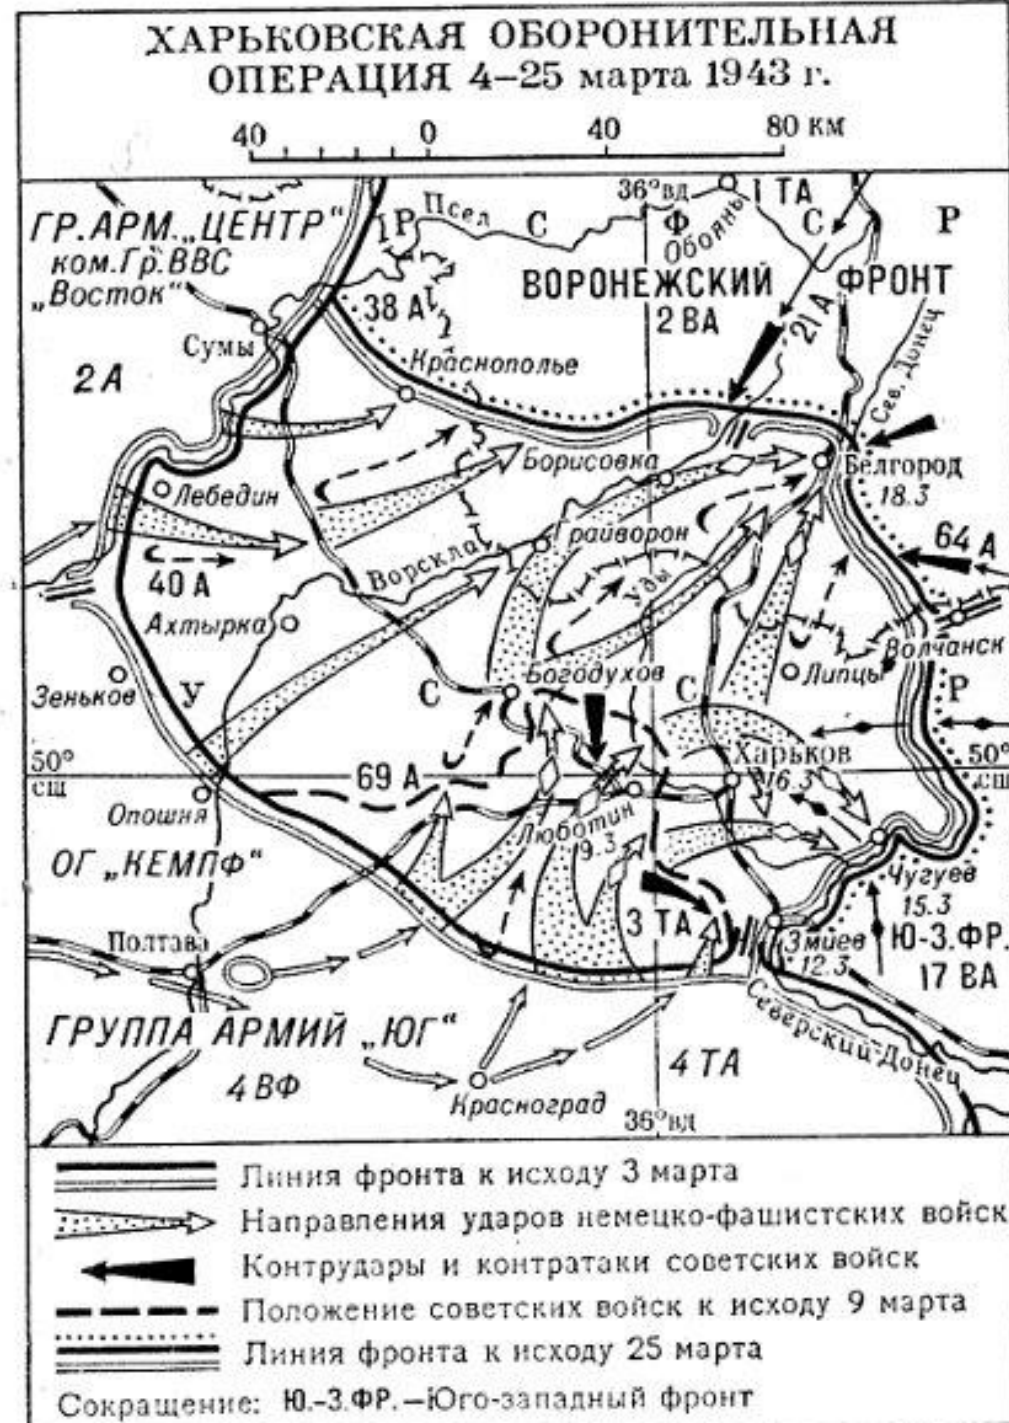 ХАРЬКОВСКАЯ ОБОРОНИТЕЛЬНАЯ
ОПЕРАЦИЯ 4–25 марта 1943 г.
40 0 40 80 км
36°вд
1 ТА
Р С Ф С Р
Псел
Обоянь
ГР.АРМ. „ЦЕНТР“
ком.Гр.ВВС
„Восток“
ВОРОНЕЖСКИЙ ФРОНТ
2 ВА
38 А
21 А
Сев. Донец
Сумы
2 А
Краснополье
Борисовка
Белгород
18.3
Лебедин
Грайворон
64 А
Ворскла
40 А
Уды
Ахтырка
Волчанск
Липцы
Зеньков
Богодухов
У С С Р
50°
сш
69 А
Харьков
16.3
50°
сш
Опошня
Люботин
9.3
ОГ „КЕМПФ“
Чугуев
15.3
3 ТА
Змиев
12.3
Ю-З.ФР.
17 ВА
Полтава
ГРУППА АРМИЙ „ЮГ“
Северский Донец
4 ВФ
4 ТА
Красноград
36°вд
Линия фронта к исходу 3 марта
Направления ударов немецко-фашистских войск
Контрудары и контратаки советских войск
Положение советских войск к исходу 9 марта
Линия фронта к исходу 25 марта
Сокращение: Ю.-З.ФР.—Юго-западный фронт